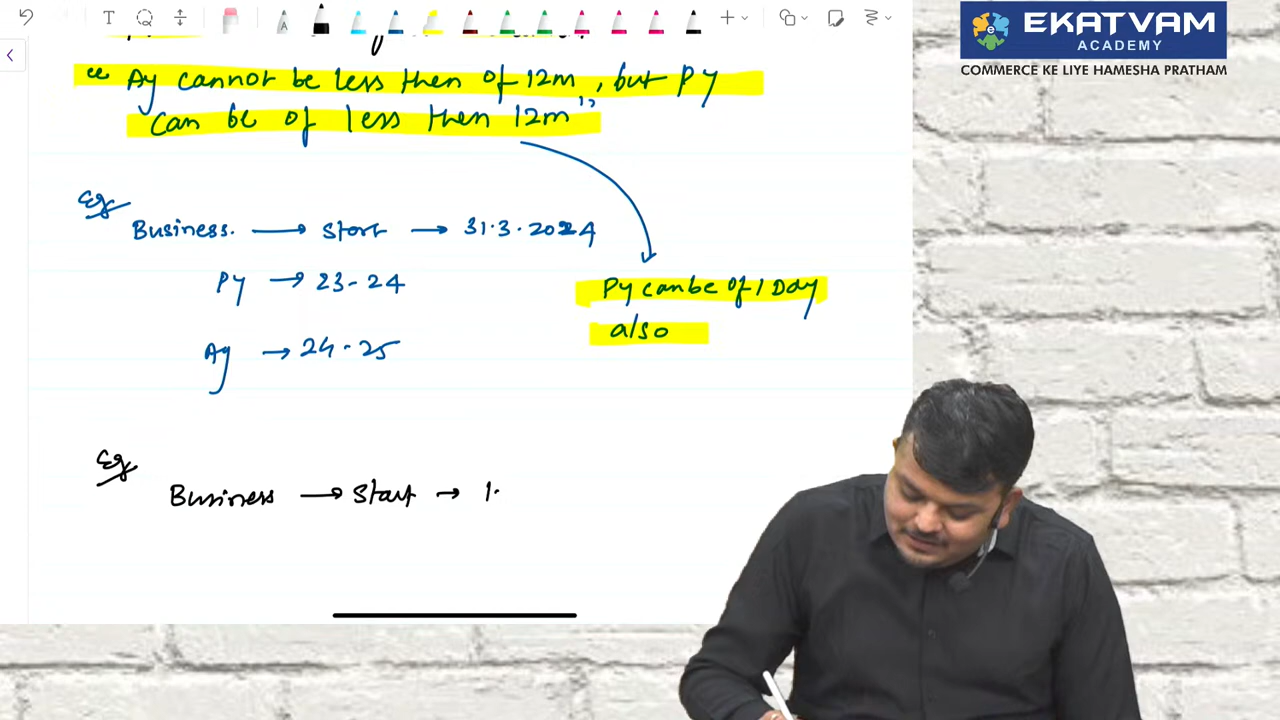 EKATVAM
ACADEMY
COMMERCE KE LIYE HAMESHA PRATHAM
" Ay cannot be less then of 12m, but Py
can be of less then 12m"
Eg
Business. → Start → 31.3.2024
Py → 23-24
Py can be of 1 Day
also
Ay → 24-25
Eg
Business → Start → 1.